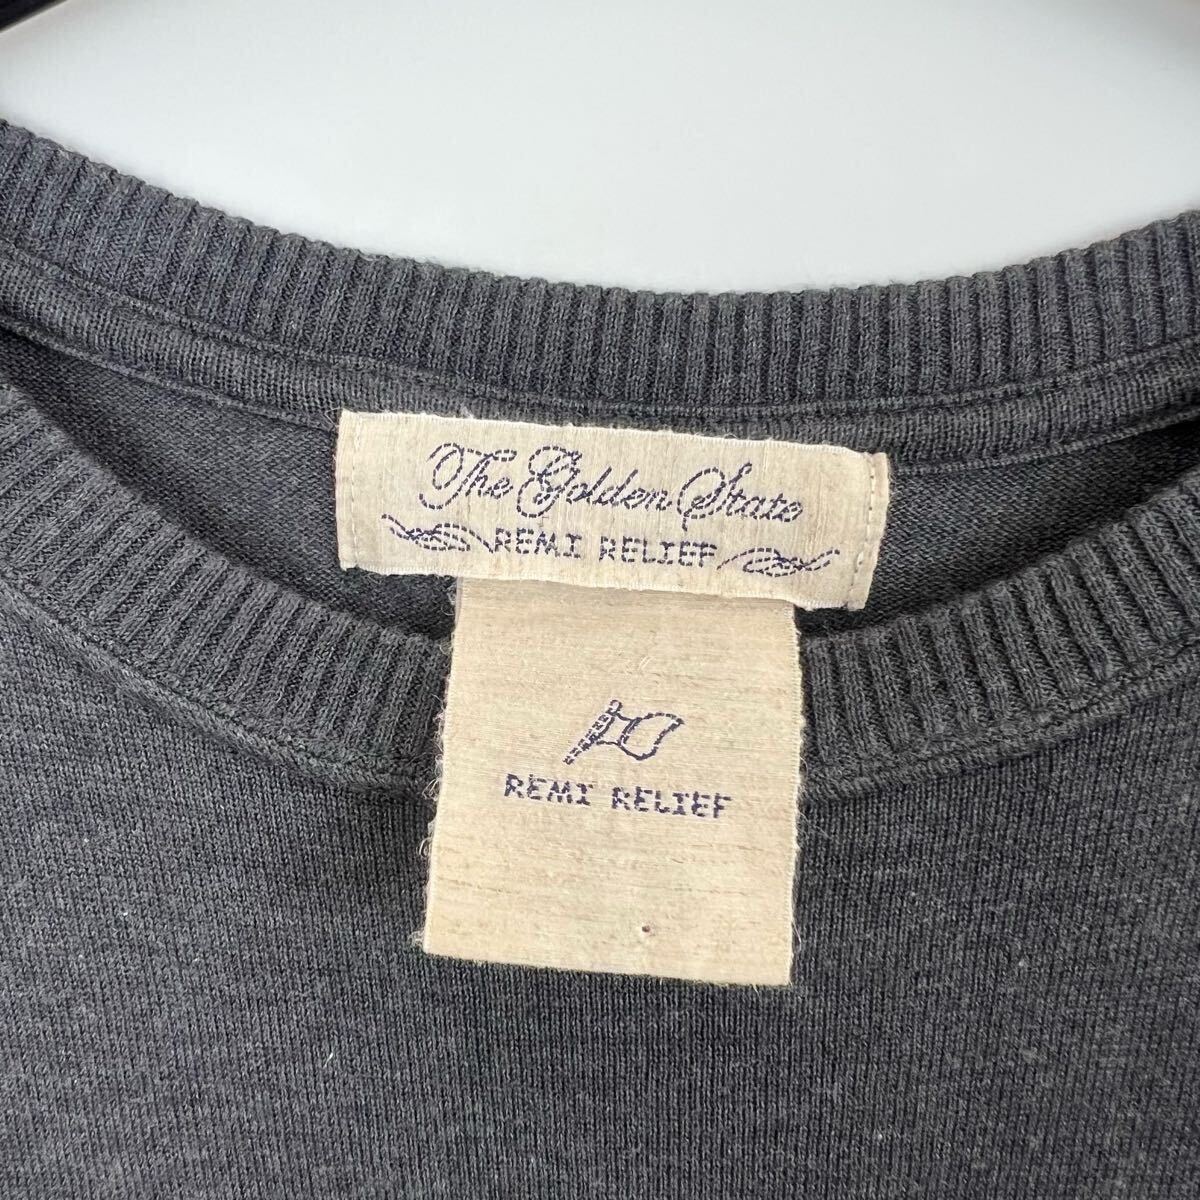 The Golden State
REMI RELIEF
REMI RELIEF